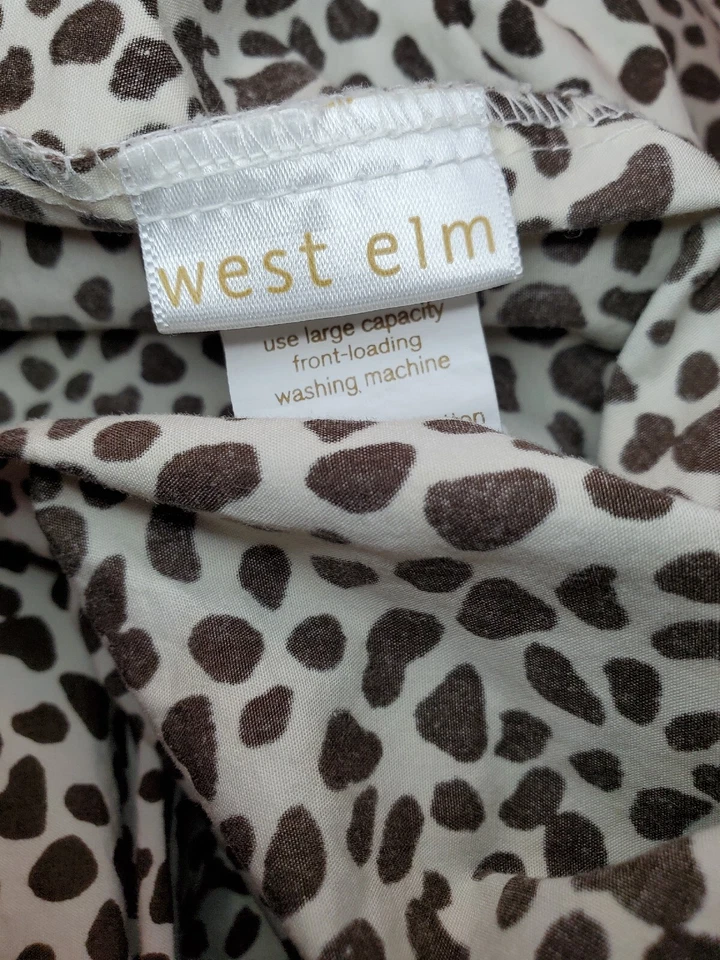 west elm
use large capacity
front-loading
washing machine